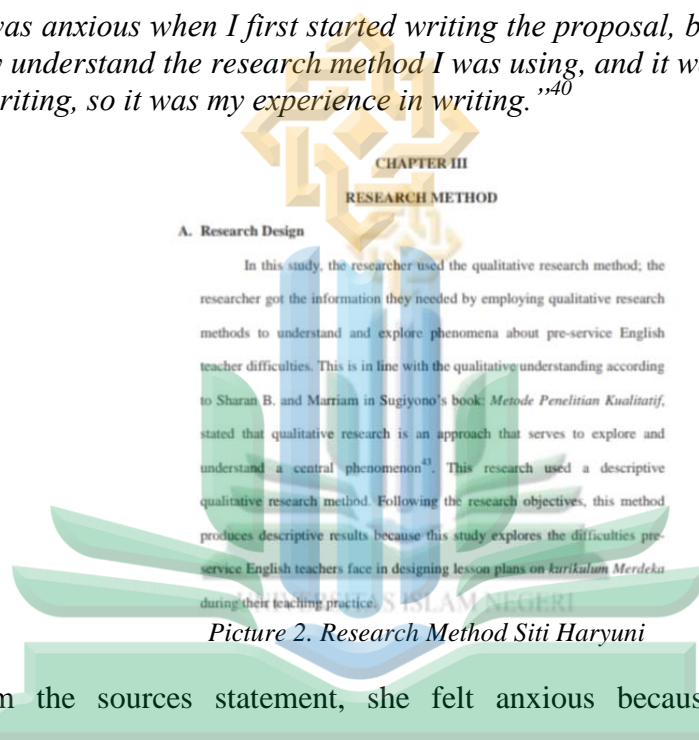 was anxious when I first started writing the proposal, b
y understand the research method I was using, and it w
riting, so it was my experience in writing.”40
CHAPTER III
RESEARCH METHOD
A. Research Design
In this study, the researcher used the qualitative research method; the
researcher got the information they needed by employing qualitative research
methods to understand and explore phenomena about pre-service English
teacher difficulties. This is in line with the qualitative understanding according
to Sharan B. and Marriam in Sugiyono's book: Metode Penelitian Kualitatif,
stated that qualitative research is an approach that serves to explore and
understand a central phenomenon43. This research used a descriptive
qualitative research method. Following the research objectives, this method
produces descriptive results because this study explores the difficulties pre-
service English teachers face in designing lesson plans on kurikulum Merdeka
during their teaching practice.
UNIVERSITAS ISLAM NEGERI
Picture 2. Research Method Siti Haryuni
m the sources statement, she felt anxious becaus